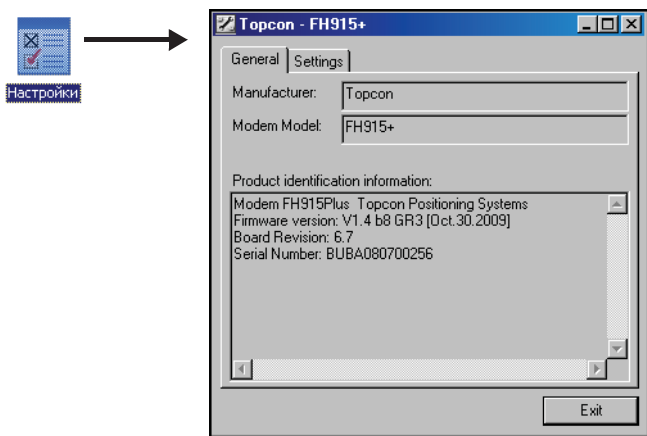 Настройки
Topcon - FH915+
General Settings
Manufacturer: Topcon
Modem Model: FH915+
Product identification information:
Modem FH915Plus Topcon Positioning Systems
Firmware version: V1.4 b8 GR3 [Oct.30.2009]
Board Revision: 6.7
Serial Number: BUBA080700256
Exit